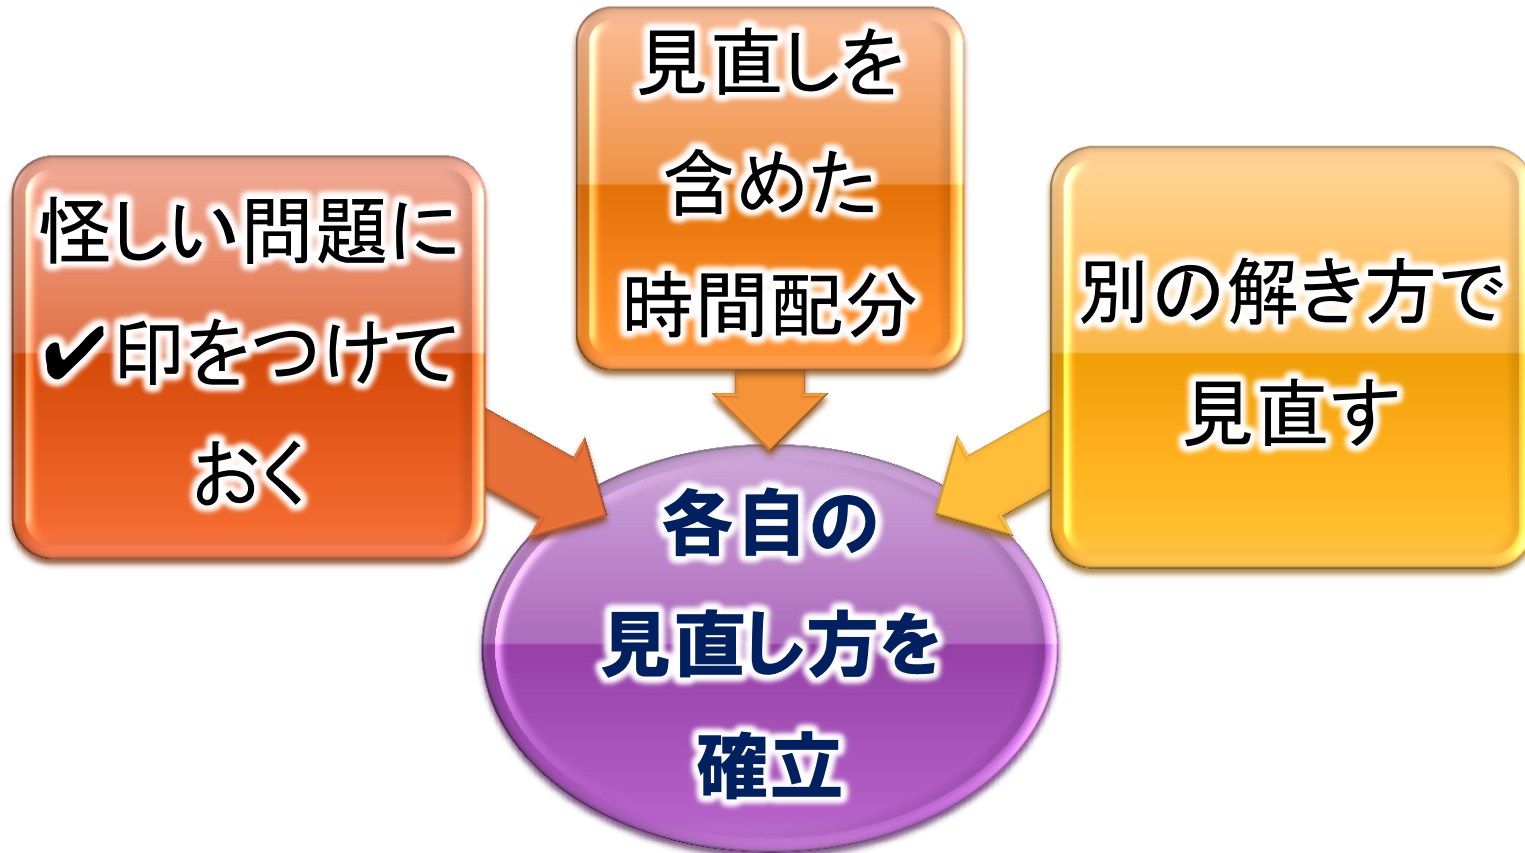 怪しい問題に
✔印をつけて
おく
見直しを
含めた
時間配分
別の解き方で
見直す
各自の
見直し方を
確立